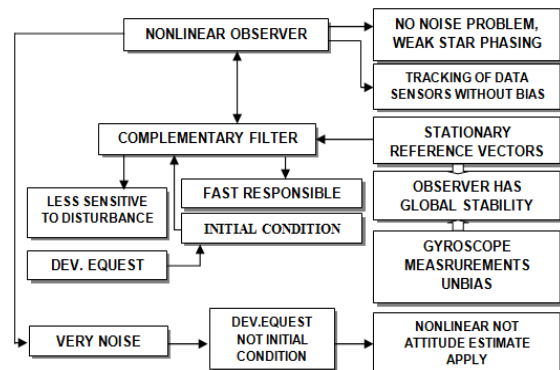 NONLINEAR OBSERVER
NO NOISE PROBLEM,
WEAK STAR PHASING
TRACKING OF DATA
SENSORS WITHOUT BIAS
COMPLEMENTARY FILTER
STATIONARY
REFERENCE VECTORS
LESS SENSITIVE
TO DISTURBANCE
FAST RESPONSIBLE
OBSERVER HAS
GLOBAL STABILITY
INITIAL CONDITION
DEV. EQUEST
GYROSCOPE
MEASRUREMENTS
UNBIAS
VERY NOISE
DEV.EQUEST
NOT INITIAL
CONDITION
NONLINEAR NOT
ATTITUDE ESTIMATE
APPLY